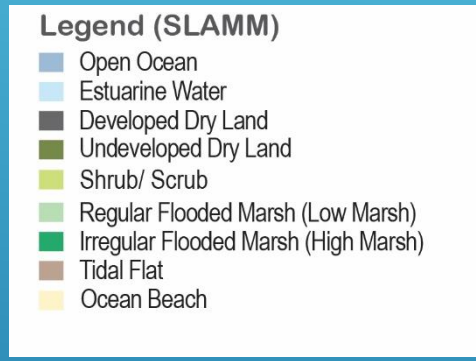 Legend (SLAMM)
Open Ocean
Estuarine Water
Developed Dry Land
Undeveloped Dry Land
Shrub/ Scrub
Regular Flooded Marsh (Low Marsh)
Irregular Flooded Marsh (High Marsh)
Tidal Flat
Ocean Beach